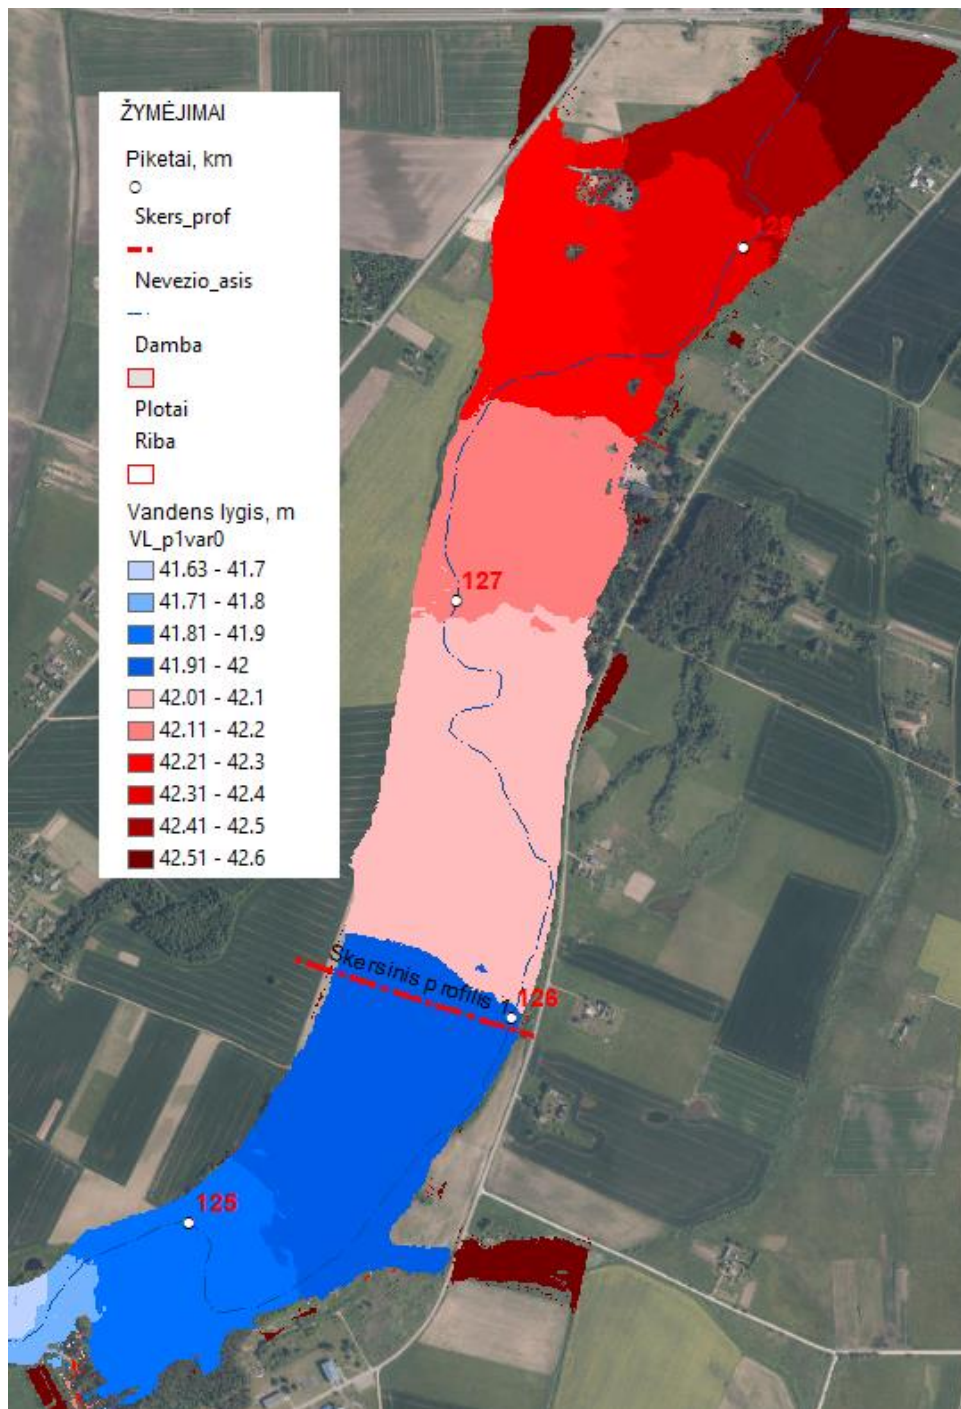 ŽYMĖJIMAI
Piketai, km
Skers_prof
Nevezio_asis
Damba
Plotai
Riba
Vandens lygis, m
VL_p1var0
41.63 - 41.7
41.71 - 41.8
41.81 - 41.9
41.91 - 42
42.01 - 42.1
42.11 - 42.2
42.21 - 42.3
42.31 - 42.4
42.41 - 42.5
42.51 - 42.6
127
Skersinis profilis 1
126
125